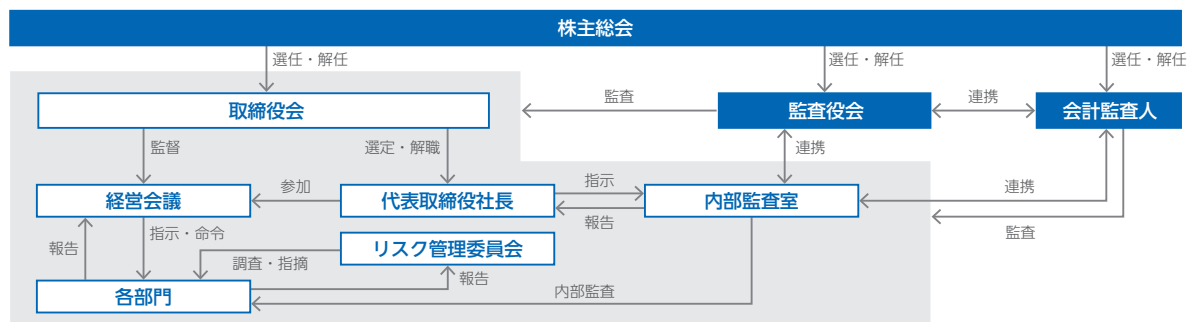 株主総会
選任・解任
選任・解任
選任・解任
取締役会
監査
監査役会
連携
会計監査人
監督
選定・解職
連携
経営会議
参加
代表取締役社長
指示
報告
内部監査室
連携
監査
報告
指示・命令
リスク管理委員会
調査・指摘
報告
各部門
内部監査